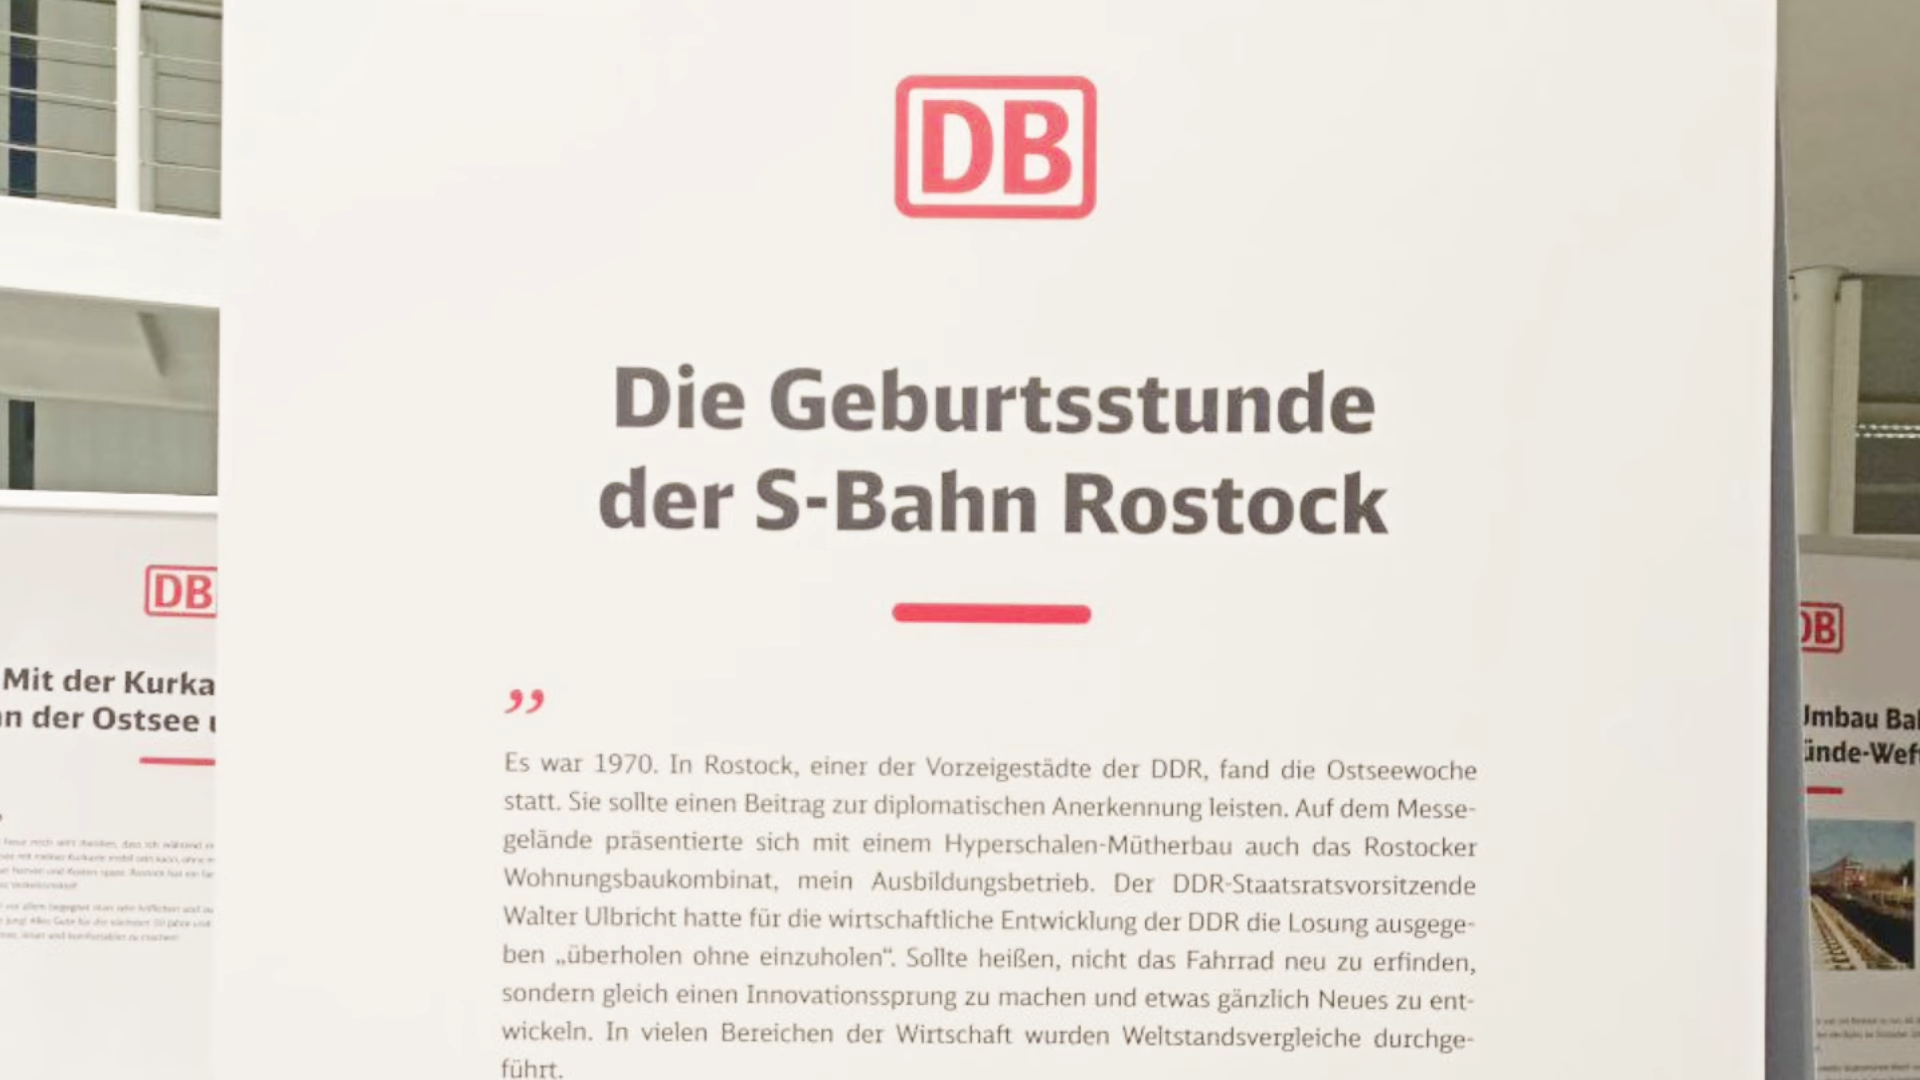 DB
Die Geburtsstunde
der S-Bahn Rostock
”
Es war 1970. In Rostock, einer der Vorzeigestädte der DDR, fand die Ostseewoche
statt. Sie sollte einen Beitrag zur diplomatischen Anerkennung leisten. Auf dem Messe-
gelände präsentierte sich mit einem Hyperschalen-Mütherbau auch das Rostocker
Wohnungsbaukombinat, mein Ausbildungsbetrieb. Der DDR-Staatsratsvorsitzende
Walter Ulbricht hatte für die wirtschaftliche Entwicklung der DDR die Losung ausgege-
ben „überholen ohne einzuholen“. Sollte heißen, nicht das Fahrrad neu zu erfinden,
sondern gleich einen Innovationssprung zu machen und etwas gänzlich Neues zu ent-
wickeln. In vielen Bereichen der Wirtschaft wurden Weltstandsvergleiche durchge-
führt.
DB
Mit der Kurka
an der Ostsee
DB
Umbau Ba
ünde-Wer